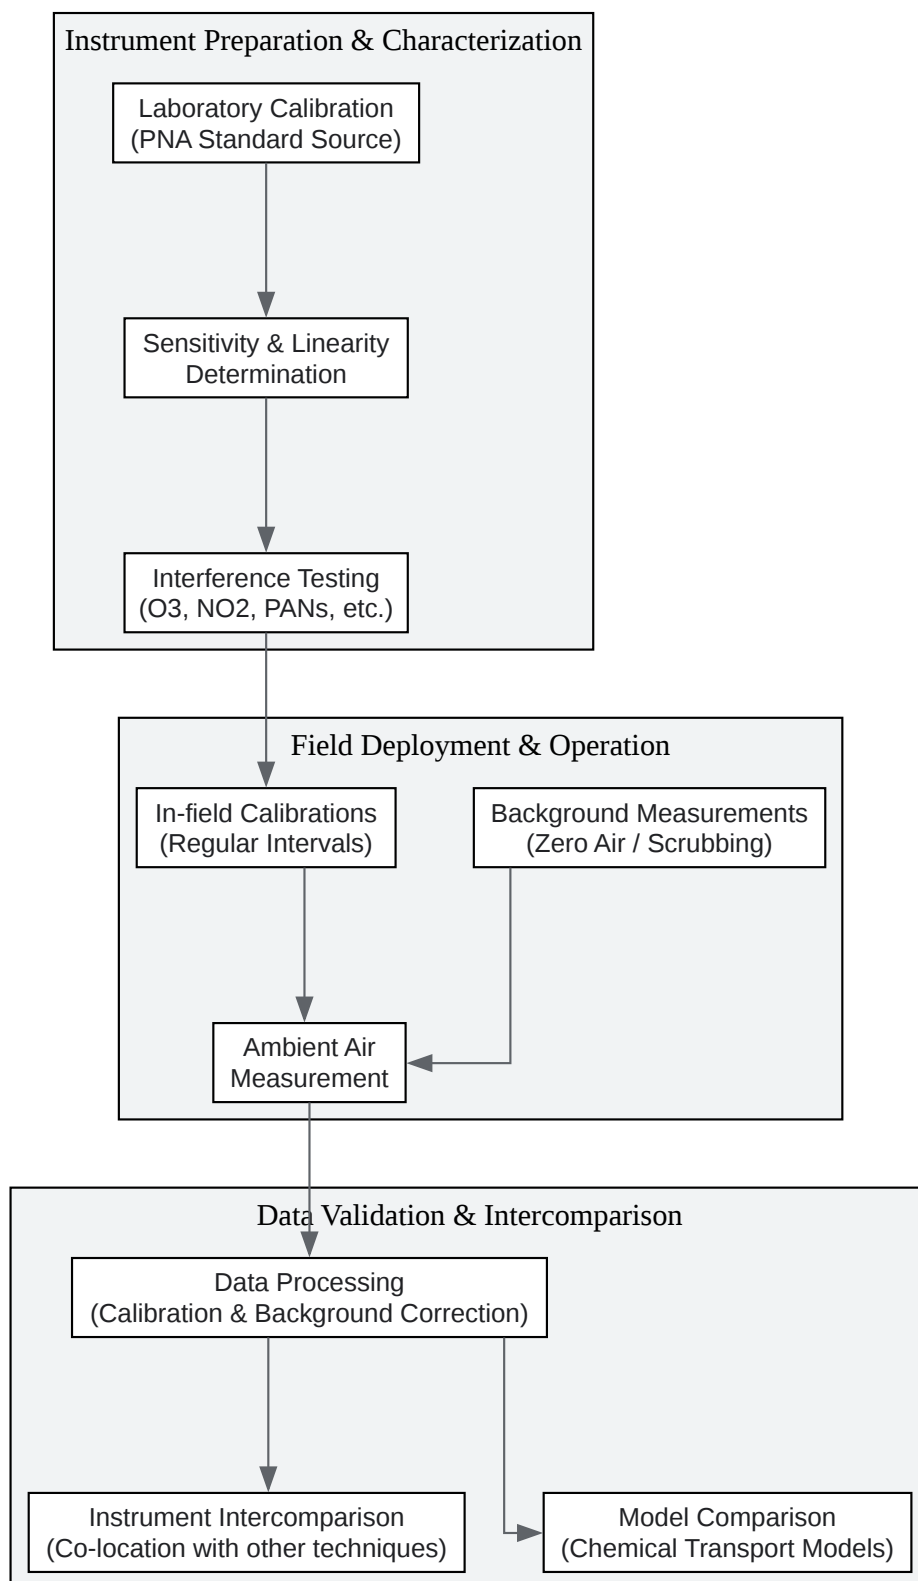 Instrument Preparation & Characterization
Laboratory Calibration
(PNA Standard Source)
Sensitivity & Linearity
Determination
Interference Testing
(O3, NO2, PANs, etc.)
Field Deployment & Operation
In-field Calibrations
(Regular Intervals)
Background Measurements
(Zero Air / Scrubbing)
Ambient Air
Measurement
Data Validation & Intercomparison
Data Processing
(Calibration & Background Correction)
Instrument Intercomparison
(Co-location with other techniques)
Model Comparison
(Chemical Transport Models)